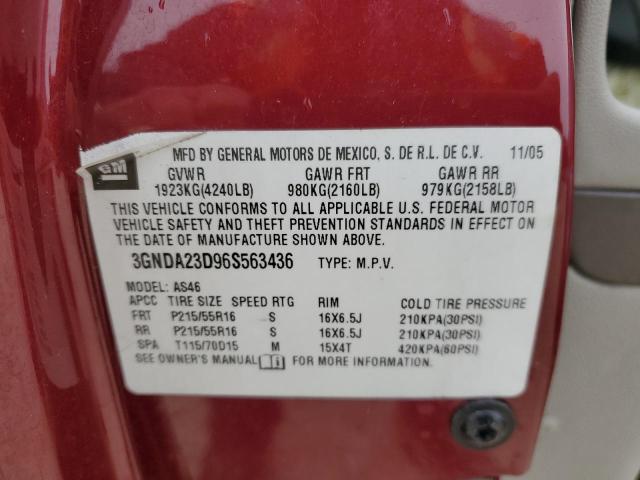 GM
MFD BY GENERAL MOTORS DE MEXICO, S. DE R.L. DE C.V. 11/05
GVWR GAWR FRT GAWR RR
1923KG(4240LB) 980KG(2160LB) 979KG(2158LB)
THIS VEHICLE CONFORMS TO ALL APPLICABLE U.S. FEDERAL MOTOR
VEHICLE SAFETY AND THEFT PREVENTION STANDARDS IN EFFECT ON
THE DATE OF MANUFACTURE SHOWN ABOVE.
3GNDA23D96S563436 TYPE: M.P.V.
MODEL: AS46
APCC TIRE SIZE SPEED RTG RIM COLD TIRE PRESSURE
FRT P215/55R16 S 16X6.5J 210KPA(30PSI)
RR P215/55R16 S 16X6.5J 210KPA(30PSI)
SPA T115/70D15 M 15X4T 420KPA(60PSI)
SEE OWNER'S MANUAL FOR MORE INFORMATION.